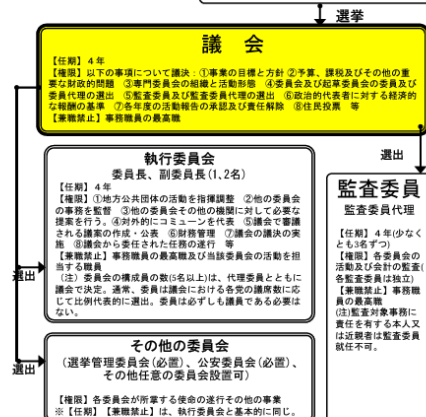 選挙
議　会
【任期】４年
【権限】以下の事項について議決：①事業の目標と方針 ②予算、課税及びその他の重
要な財政的問題　③専門委員会の組織と活動形態　④委員会及び起草委員会の委員及び
委員代理の選出　⑤監査委員及び監査委員代理の選出　⑥政治的代表者に対する経済的
な報酬の基準　⑦各年度の活動報告の承認及び責任解除　⑧住民投票　等
【兼職禁止】事務職員の最高職
選出
執行委員会
委員長、副委員長(1,2名)
【任期】４年
【権限】①地方公共団体の活動を指揮調整　②他の委員会
の事務を監督　③他の委員会その他の機関に対して必要な
提案を行う。④対外的にコミューンを代表　⑤議会で審議
される議案の作成・公表　⑥財務管理　⑦議会の議決の実
施　⑧議会から委任された任務の遂行　等
【兼職禁止】事務職員の最高職及び当該委員会の活動を担
当する職員
（注）委員会の構成員の数(5名以上)は、代理委員とともに
議会で決定。通常、委員は議会における各党の議席数に応
じて比例代表的に選出。委員は必ずしも議員である必要は
ない。
選出
監査委員
監査委員代理
【任期】４年(少なく
とも3名ずつ)
【権限】各委員会の
活動及び会計の監査(
各監査委員は独立)
【兼職禁止】事務職員
の最高職
(注)監査対象事務に
責任を有する本人又
は近親者は監査委員
就任不可。
その他の委員会
（選挙管理委員会(必置)、公安委員会(必置)、
その他任意の委員会設置可）
選出
【権限】各委員会が所掌する使命の遂行その他の事業
※【任期】【兼職禁止】は、執行委員会と基本的に同じ。